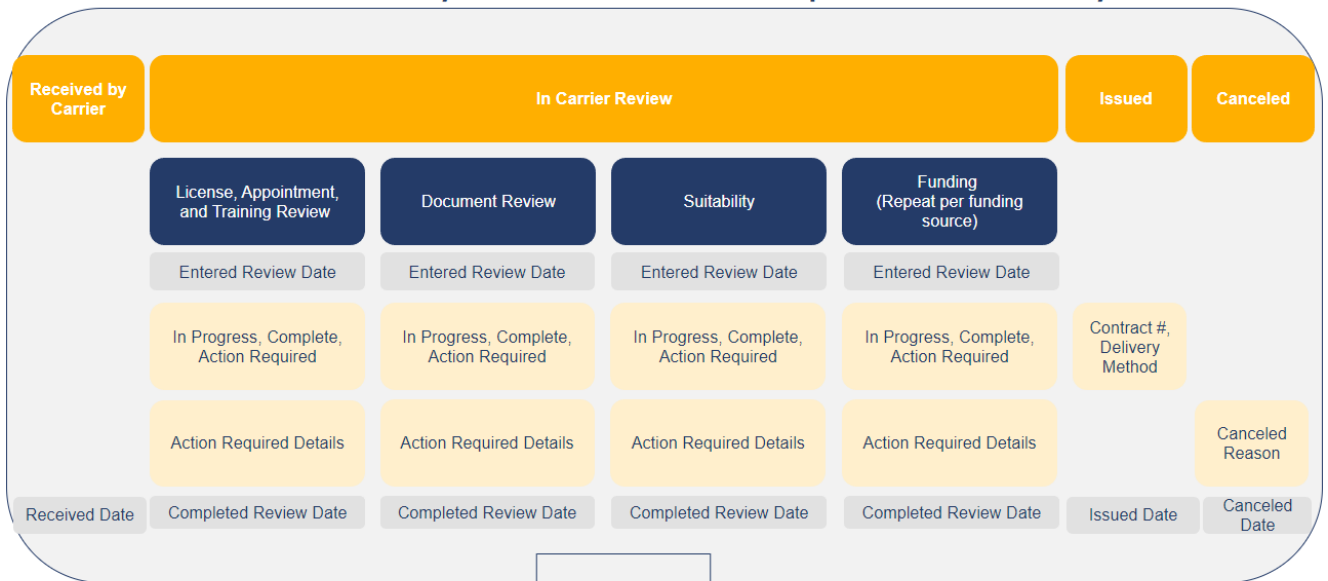 Received by
Carrier
In Carrier Review
Issued
Canceled
License, Appointment,
and Training Review
Document Review
Suitability
Funding
(Repeat per funding
source)
Entered Review Date
Entered Review Date
Entered Review Date
Entered Review Date
In Progress, Complete,
Action Required
In Progress, Complete,
Action Required
In Progress, Complete,
Action Required
In Progress, Complete,
Action Required
Contract #,
Delivery
Method
Action Required Details
Action Required Details
Action Required Details
Action Required Details
Canceled
Reason
Received Date
Completed Review Date
Completed Review Date
Completed Review Date
Completed Review Date
Issued Date
Canceled
Date